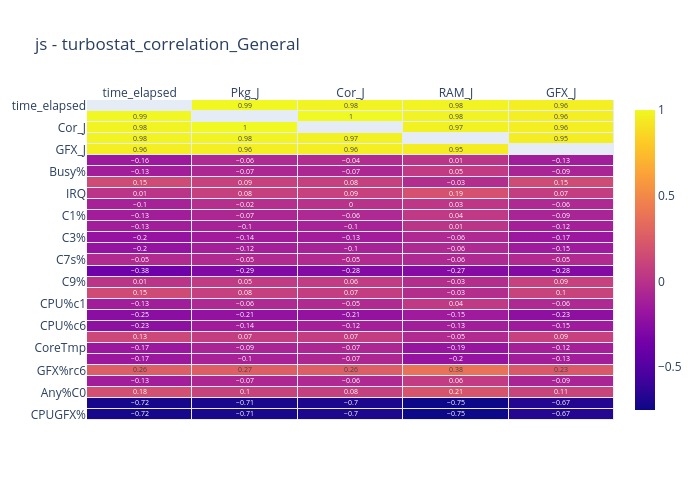 js - turbostat_correlation_General
time_elapsed Pkg_J Cor_J RAM_J GFX_J
time_elapsed 0.99 0.98 0.98 0.96
0.99 1 0.98 0.96
Cor_J 0.98 1 0.97 0.96
0.98 0.98 0.97 0.95
GFX_J 0.96 0.96 0.96 0.95
−0.16 −0.06 −0.04 0.01 −0.13
Busy% −0.13 −0.07 −0.07 0.05 −0.09
0.15 0.09 0.08 −0.03 0.15
IRQ 0.01 0.08 0.09 0.19 0.07
−0.1 −0.02 0 0.03 −0.06
C1% −0.13 −0.07 −0.06 0.04 −0.09
−0.13 −0.1 −0.1 0.01 −0.12
C3% −0.2 −0.14 −0.13 −0.06 −0.17
−0.2 −0.12 −0.1 −0.06 −0.15
C7s% −0.05 −0.05 −0.05 −0.06 −0.05
−0.38 −0.29 −0.28 −0.27 −0.28
C9% 0.01 0.05 0.06 −0.03 0.09
0.15 0.08 0.07 −0.03 0.1
CPU%c1 −0.13 −0.06 −0.05 0.04 −0.06
−0.25 −0.21 −0.21 −0.15 −0.23
CPU%c6 −0.23 −0.14 −0.12 −0.13 −0.15
0.13 0.07 0.07 −0.05 0.09
CoreTmp −0.17 −0.09 −0.07 −0.19 −0.12
−0.17 −0.1 −0.07 −0.2 −0.13
GFX%rc6 0.26 0.27 0.26 0.38 0.23
−0.13 −0.07 −0.06 0.06 −0.09
Any%C0 0.18 0.1 0.08 0.21 0.11
−0.72 −0.71 −0.7 −0.75 −0.67
CPUGFX% −0.72 −0.71 −0.7 −0.75 −0.67
1
0.5
0
−0.5